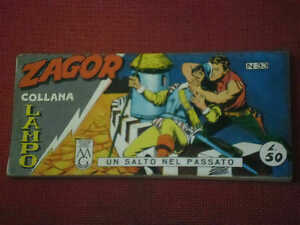 ZAGOR
COLLANA
LAMPO
UN SALTO NEL PASSATO
L. 50